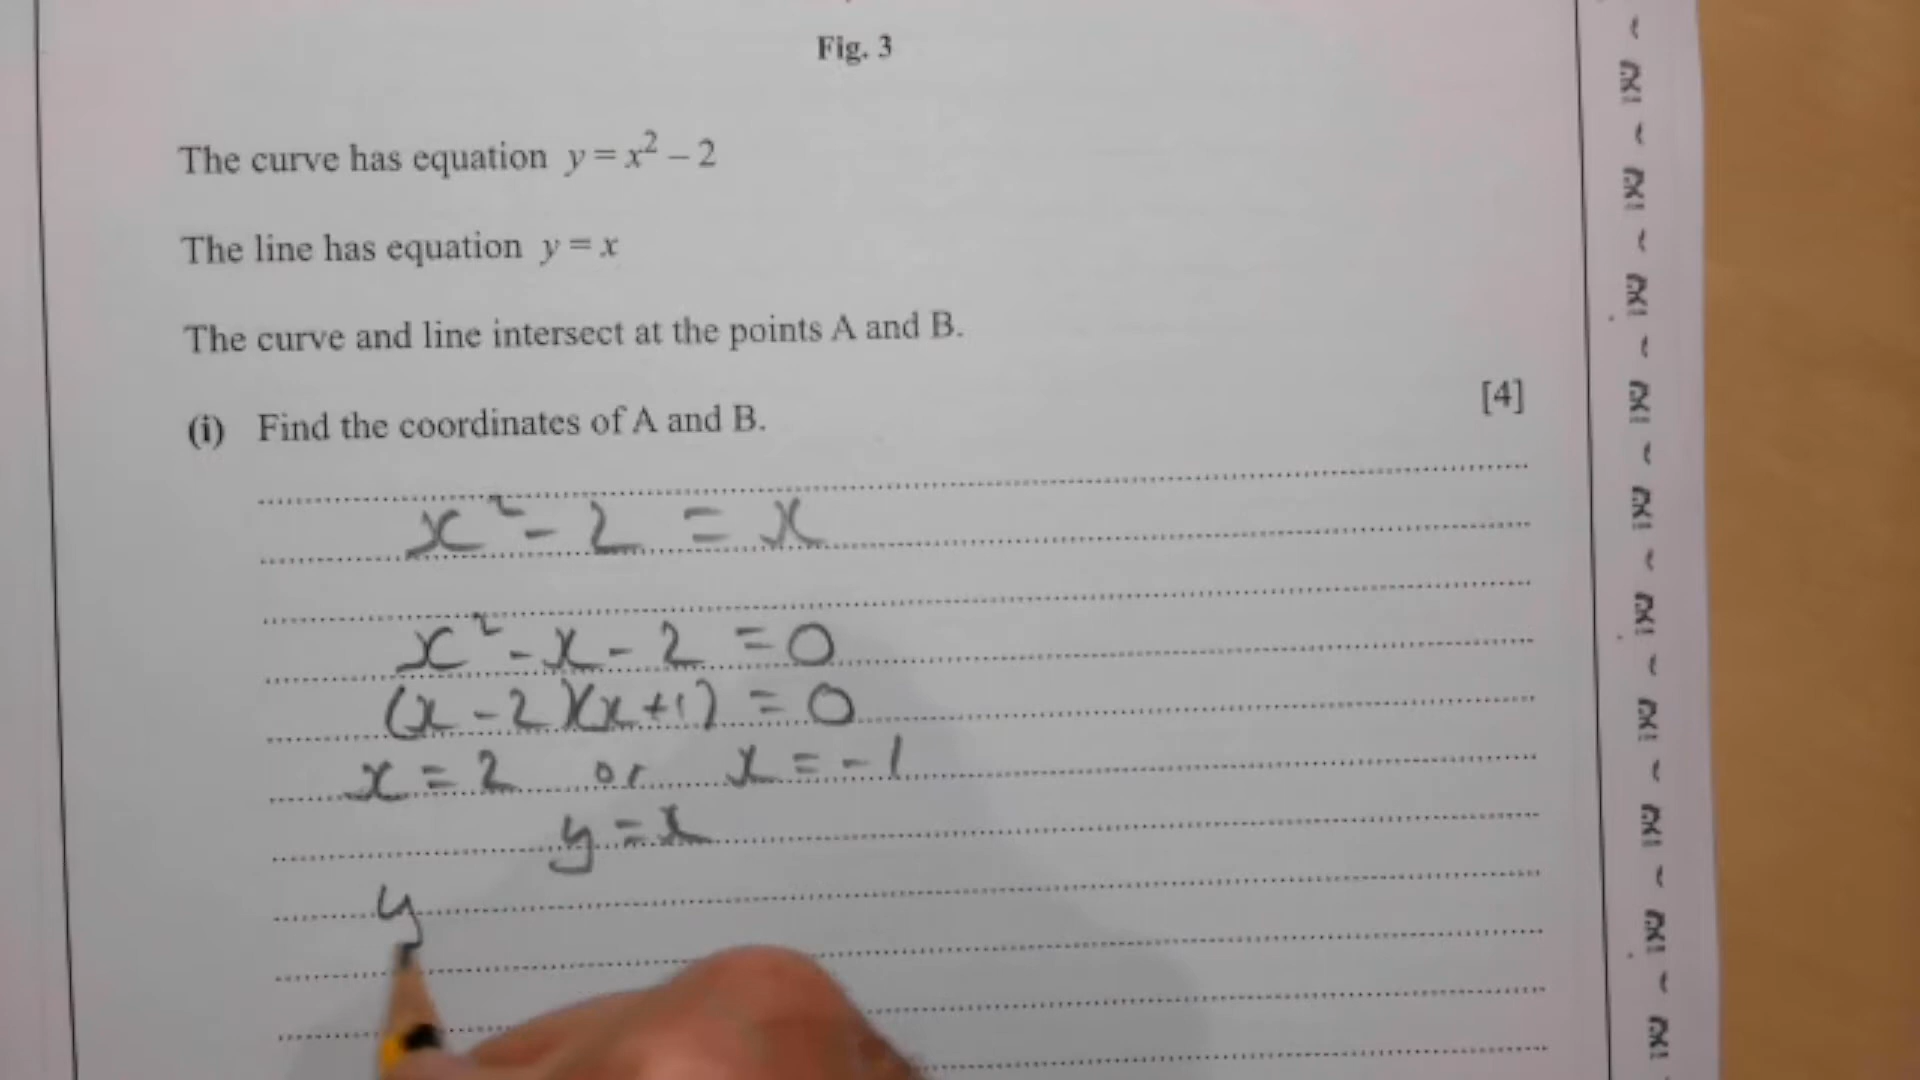 Fig. 3
The curve has equation y = x² – 2
The line has equation y = x
The curve and line intersect at the points A and B.
[4]
(i) Find the coordinates of A and B.
x² - 2 = x
x² - x - 2 = 0
(x - 2)(x + 1) = 0
x = 2 or x = - 1
y = x
y